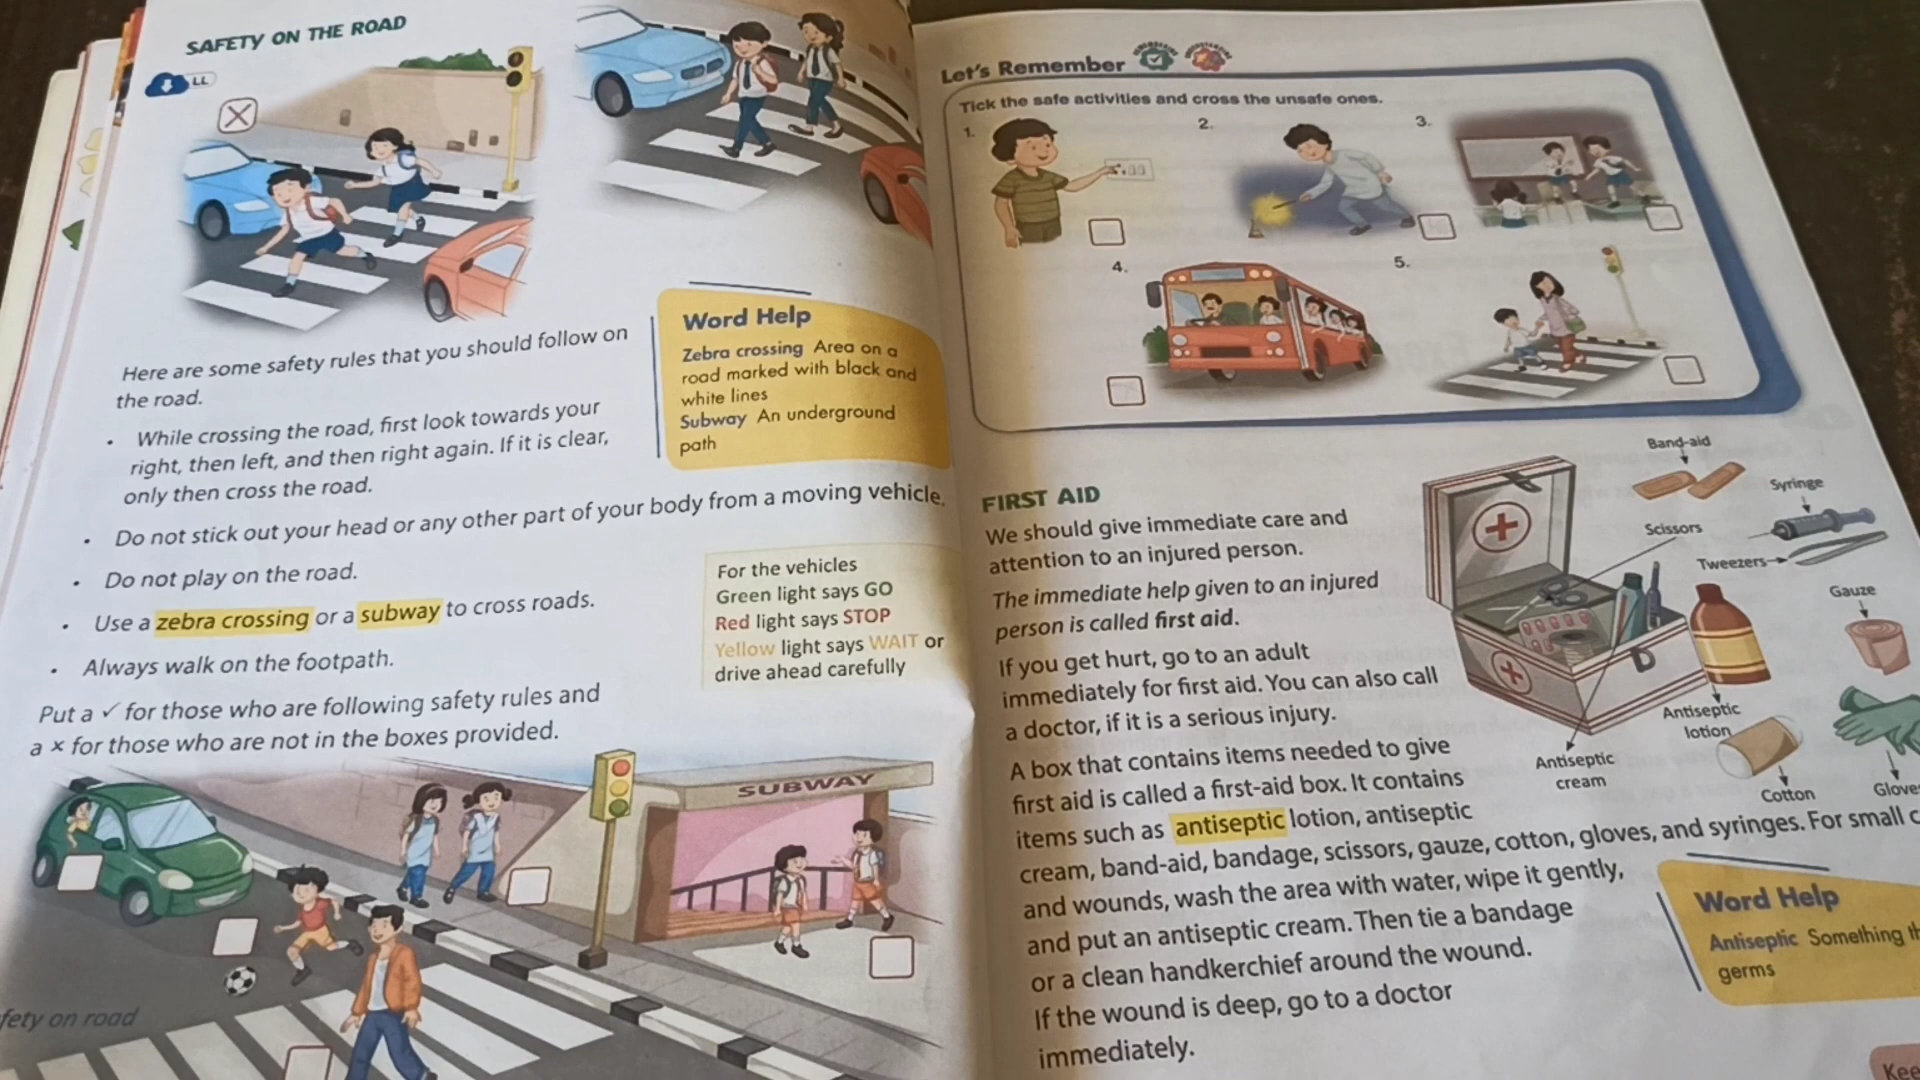 SAFETY ON THE ROAD
LL
Here are some safety rules that you should follow on
the road.
• While crossing the road, first look towards your
right, then left, and then right again. If it is clear,
only then cross the road.
• Do not stick out your head or any other part of your body from a moving vehicle.
• Do not play on the road.
• Use a zebra crossing or a subway to cross roads.
• Always walk on the footpath.
Put a ✓ for those who are following safety rules and
a × for those who are not in the boxes provided.
Word Help
Zebra crossing Area on a
road marked with black and
white lines
Subway An underground
path
For the vehicles
Green light says GO
Red light says STOP
Yellow light says WAIT or
drive ahead carefully
SUBWAY
fety on road
Let's Remember
Tick the safe activities and cross the unsafe ones.
1.
2.
3.
4.
5.
FIRST AID
We should give immediate care and
attention to an injured person.
The immediate help given to an injured
person is called first aid.
If you get hurt, go to an adult
immediately for first aid. You can also call
a doctor, if it is a serious injury.
A box that contains items needed to give
first aid is called a first-aid box. It contains
items such as antiseptic lotion, antiseptic
cream, band-aid, bandage, scissors, gauze, cotton, gloves, and syringes. For small c
and wounds, wash the area with water, wipe it gently,
and put an antiseptic cream. Then tie a bandage
or a clean handkerchief around the wound.
If the wound is deep, go to a doctor
immediately.
Band-aid
Syringe
Scissors
Tweezers
Gauze
Antiseptic
lotion
Antiseptic
cream
Cotton
Glove
Word Help
Antiseptic Something th
germs
Kee